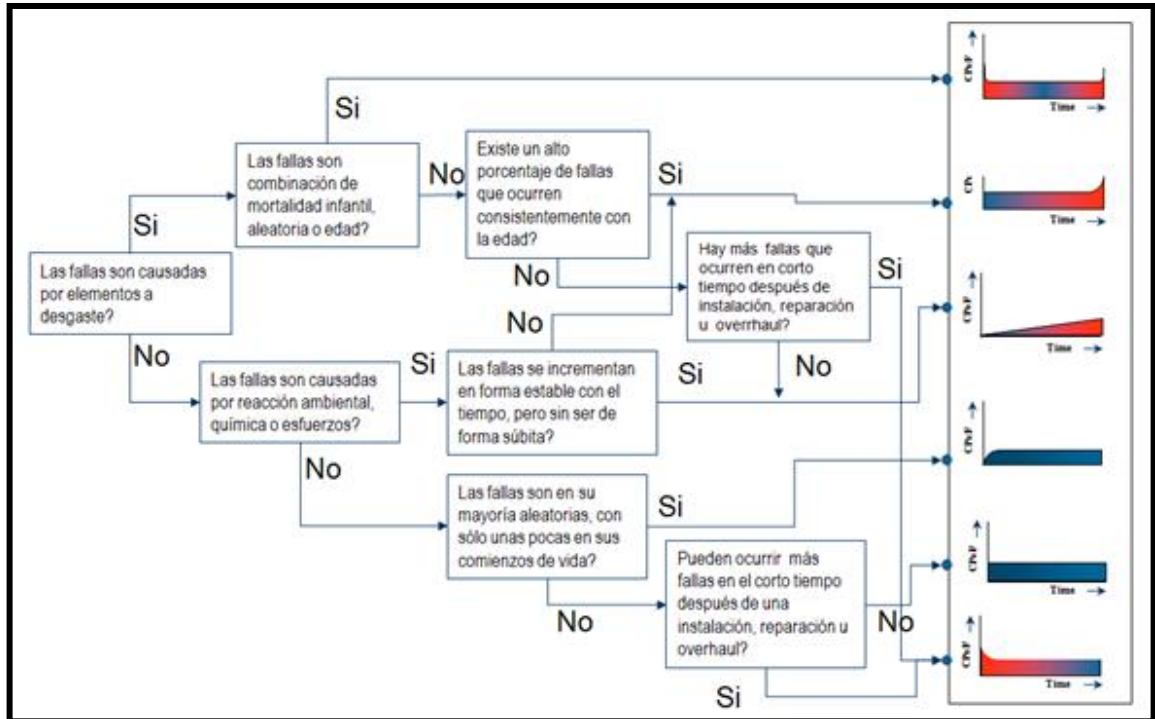 Si
Las fallas son
combinación de
mortalidad infantil,
aleatoria o edad?
No
Existe un alto
porcentaje de fallas
que ocurren
consistentemente con
la edad?
Si
Si
Las fallas son causadas
por elementos a
desgaste?
No
Hay más fallas que
ocurren en corto
tiempo después de
instalación, reparación
u overrhaul?
Si
No
No
Las fallas son causadas
por reacción ambiental,
química o esfuerzos?
Si
Las fallas se incrementan
en forma estable con el
tiempo, pero sin ser de
forma súbita?
Si
No
No
Las fallas son en su
mayoría aleatorias, con
sólo unas pocas en sus
comienzos de vida?
Si
No
Pueden ocurrir más
fallas en el corto tiempo
después de una
instalación, reparación u
overhaul?
No
Si
Time
Time
Time
Time
Time